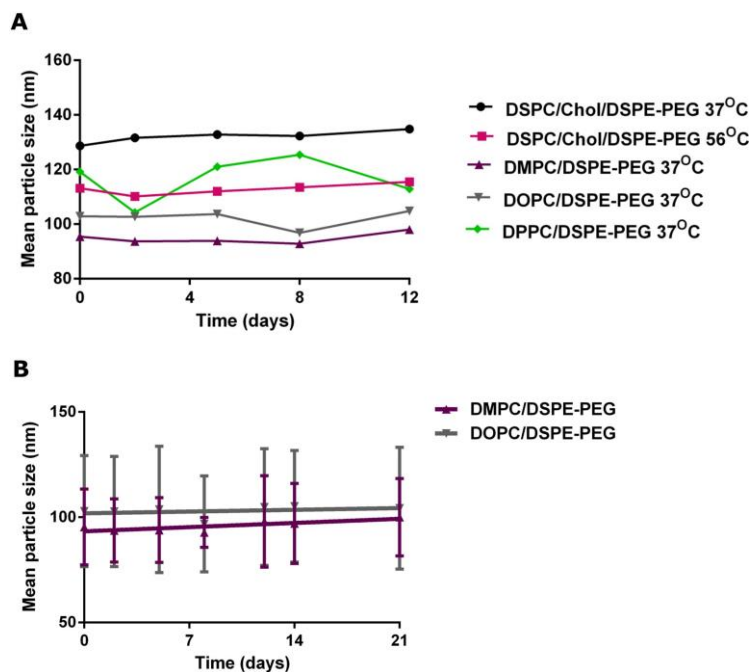 A
Mean particle size (nm)
160
140
120
100
80
0
4
8
12
Time (days)
DSPC/Chol/DSPE-PEG 37ᴼC
DSPC/Chol/DSPE-PEG 56ᴼC
DMPC/DSPE-PEG 37ᴼC
DOPC/DSPE-PEG 37ᴼC
DPPC/DSPE-PEG 37ᴼC
B
Mean particle size (nm)
150
100
50
0
7
14
21
Time (days)
DMPC/DSPE-PEG
DOPC/DSPE-PEG